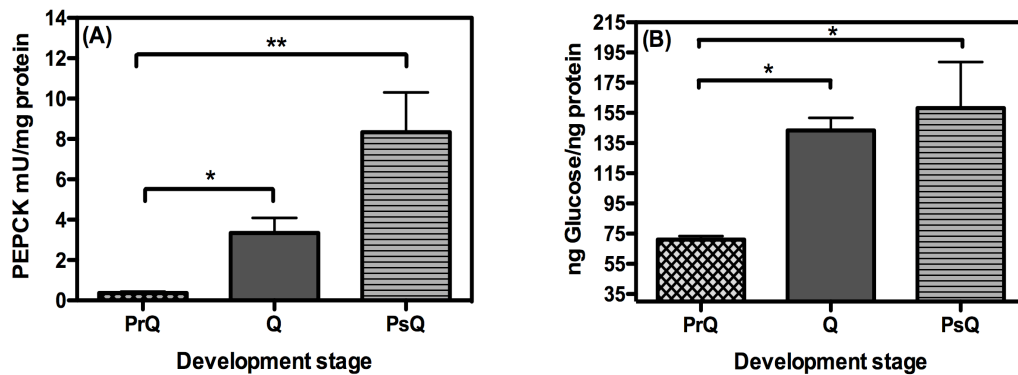 (A)
PEPCK mU/mg protein
14
12
10
8
6
4
2
0
**
*
PrQ
Q
PsQ
Development stage
(B)
ng Glucose/ng protein
215
195
175
155
135
115
95
75
55
35
*
*
PrQ
Q
PsQ
Development stage